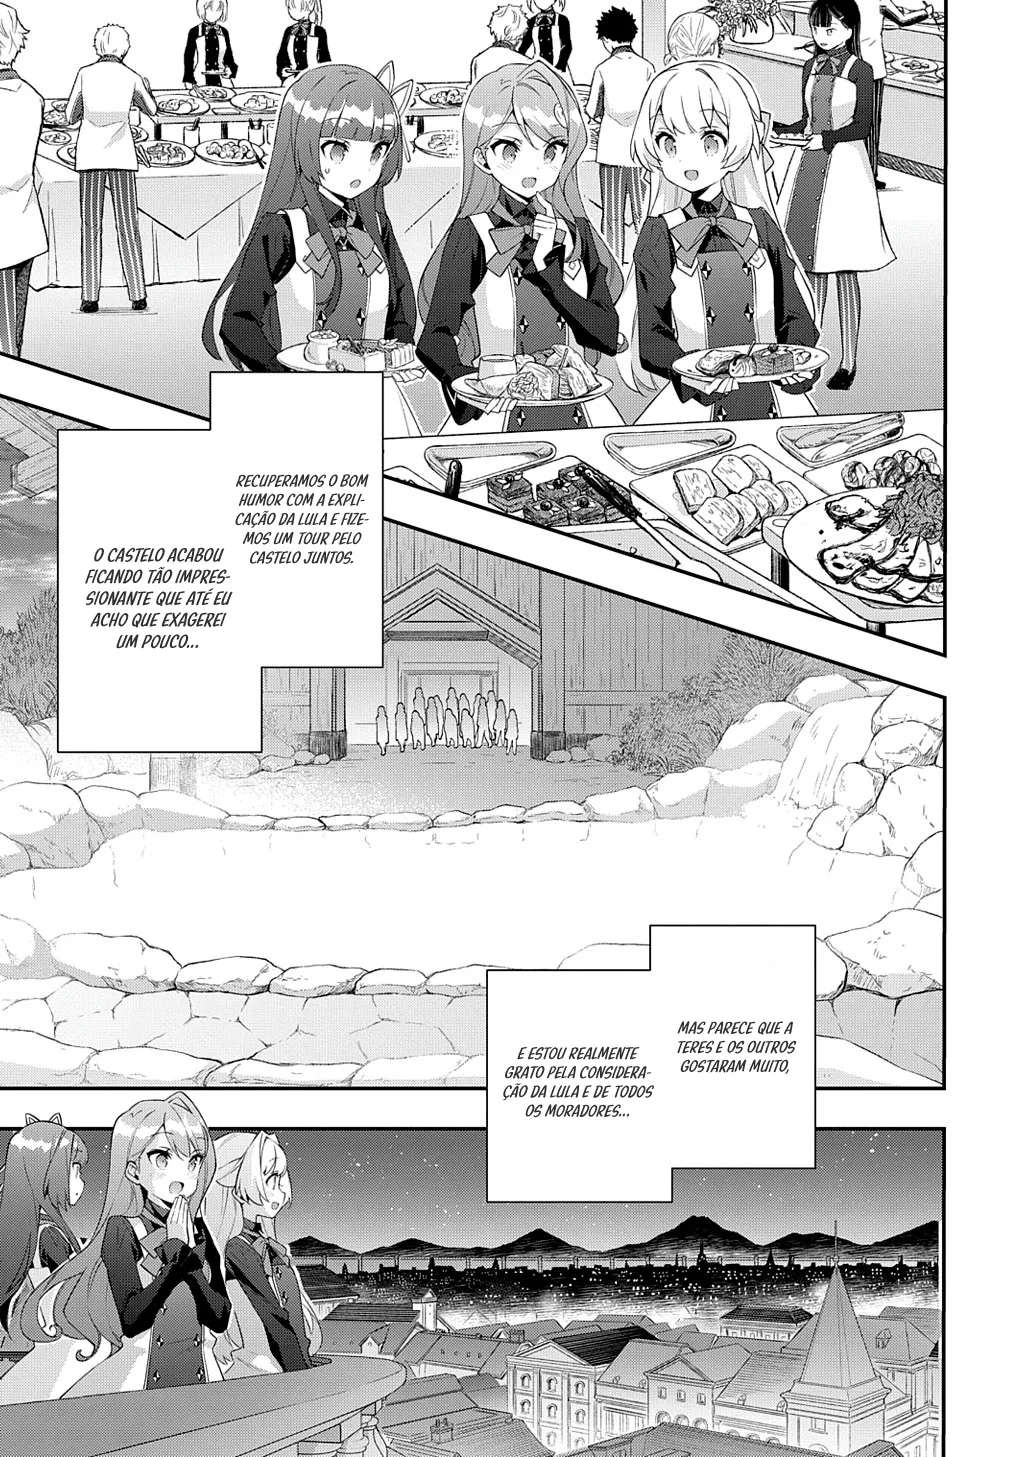 RECUPERAMOS O BOM
HUMOR COM A EXPLI-
CAÇÃO DA LULA E FIZE-
MOS UM TOUR PELO
CASTELO JUNTOS.
O CASTELO ACABOU
FICANDO TÃO IMPRES-
SIONANTE QUE ATÉ EU
ACHO QUE EXAGEREI
UM POUCO...
MAS PARECE QUE A
TERES E OS OUTROS
GOSTARAM MUITO,
E ESTOU REALMENTE
GRATO PELA CONSIDERA-
ÇÃO DA LULA E DE TODOS
OS MORADORES...